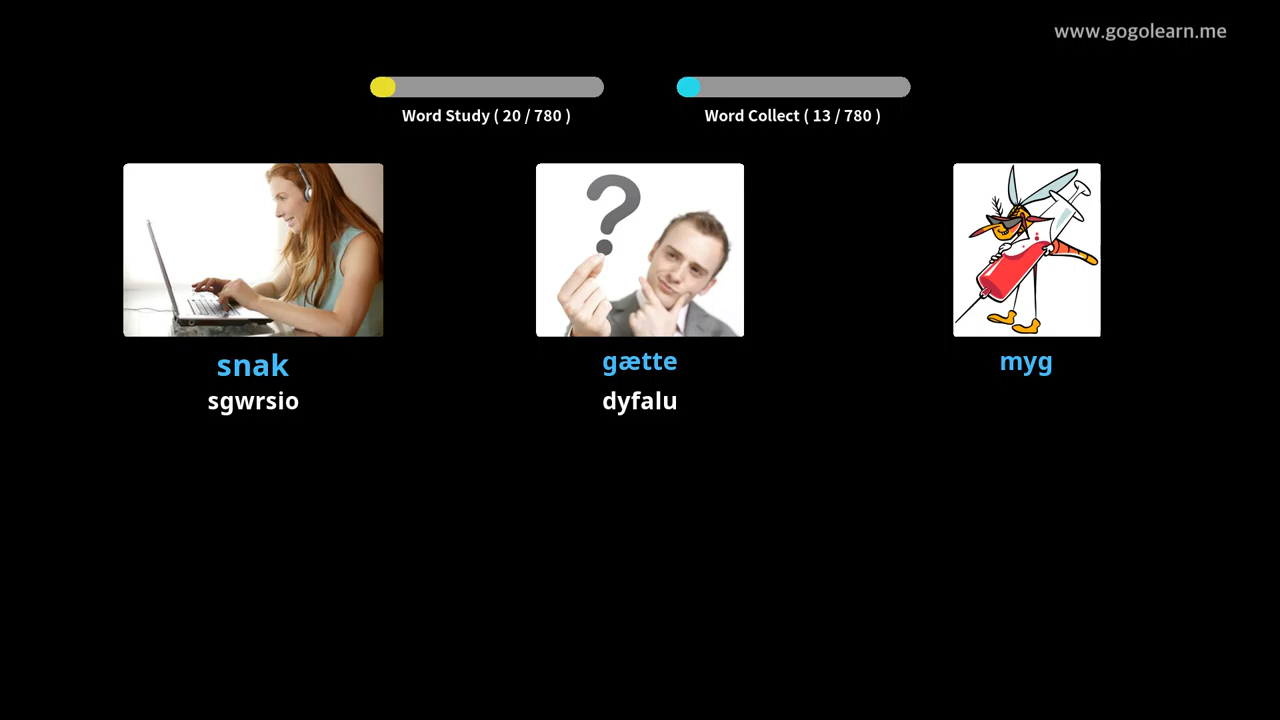 www.gogolearn.me
Word Study ( 20 / 780 )
Word Collect ( 13 / 780 )
snak
sgwrsio
gætte
dyfalu
myg